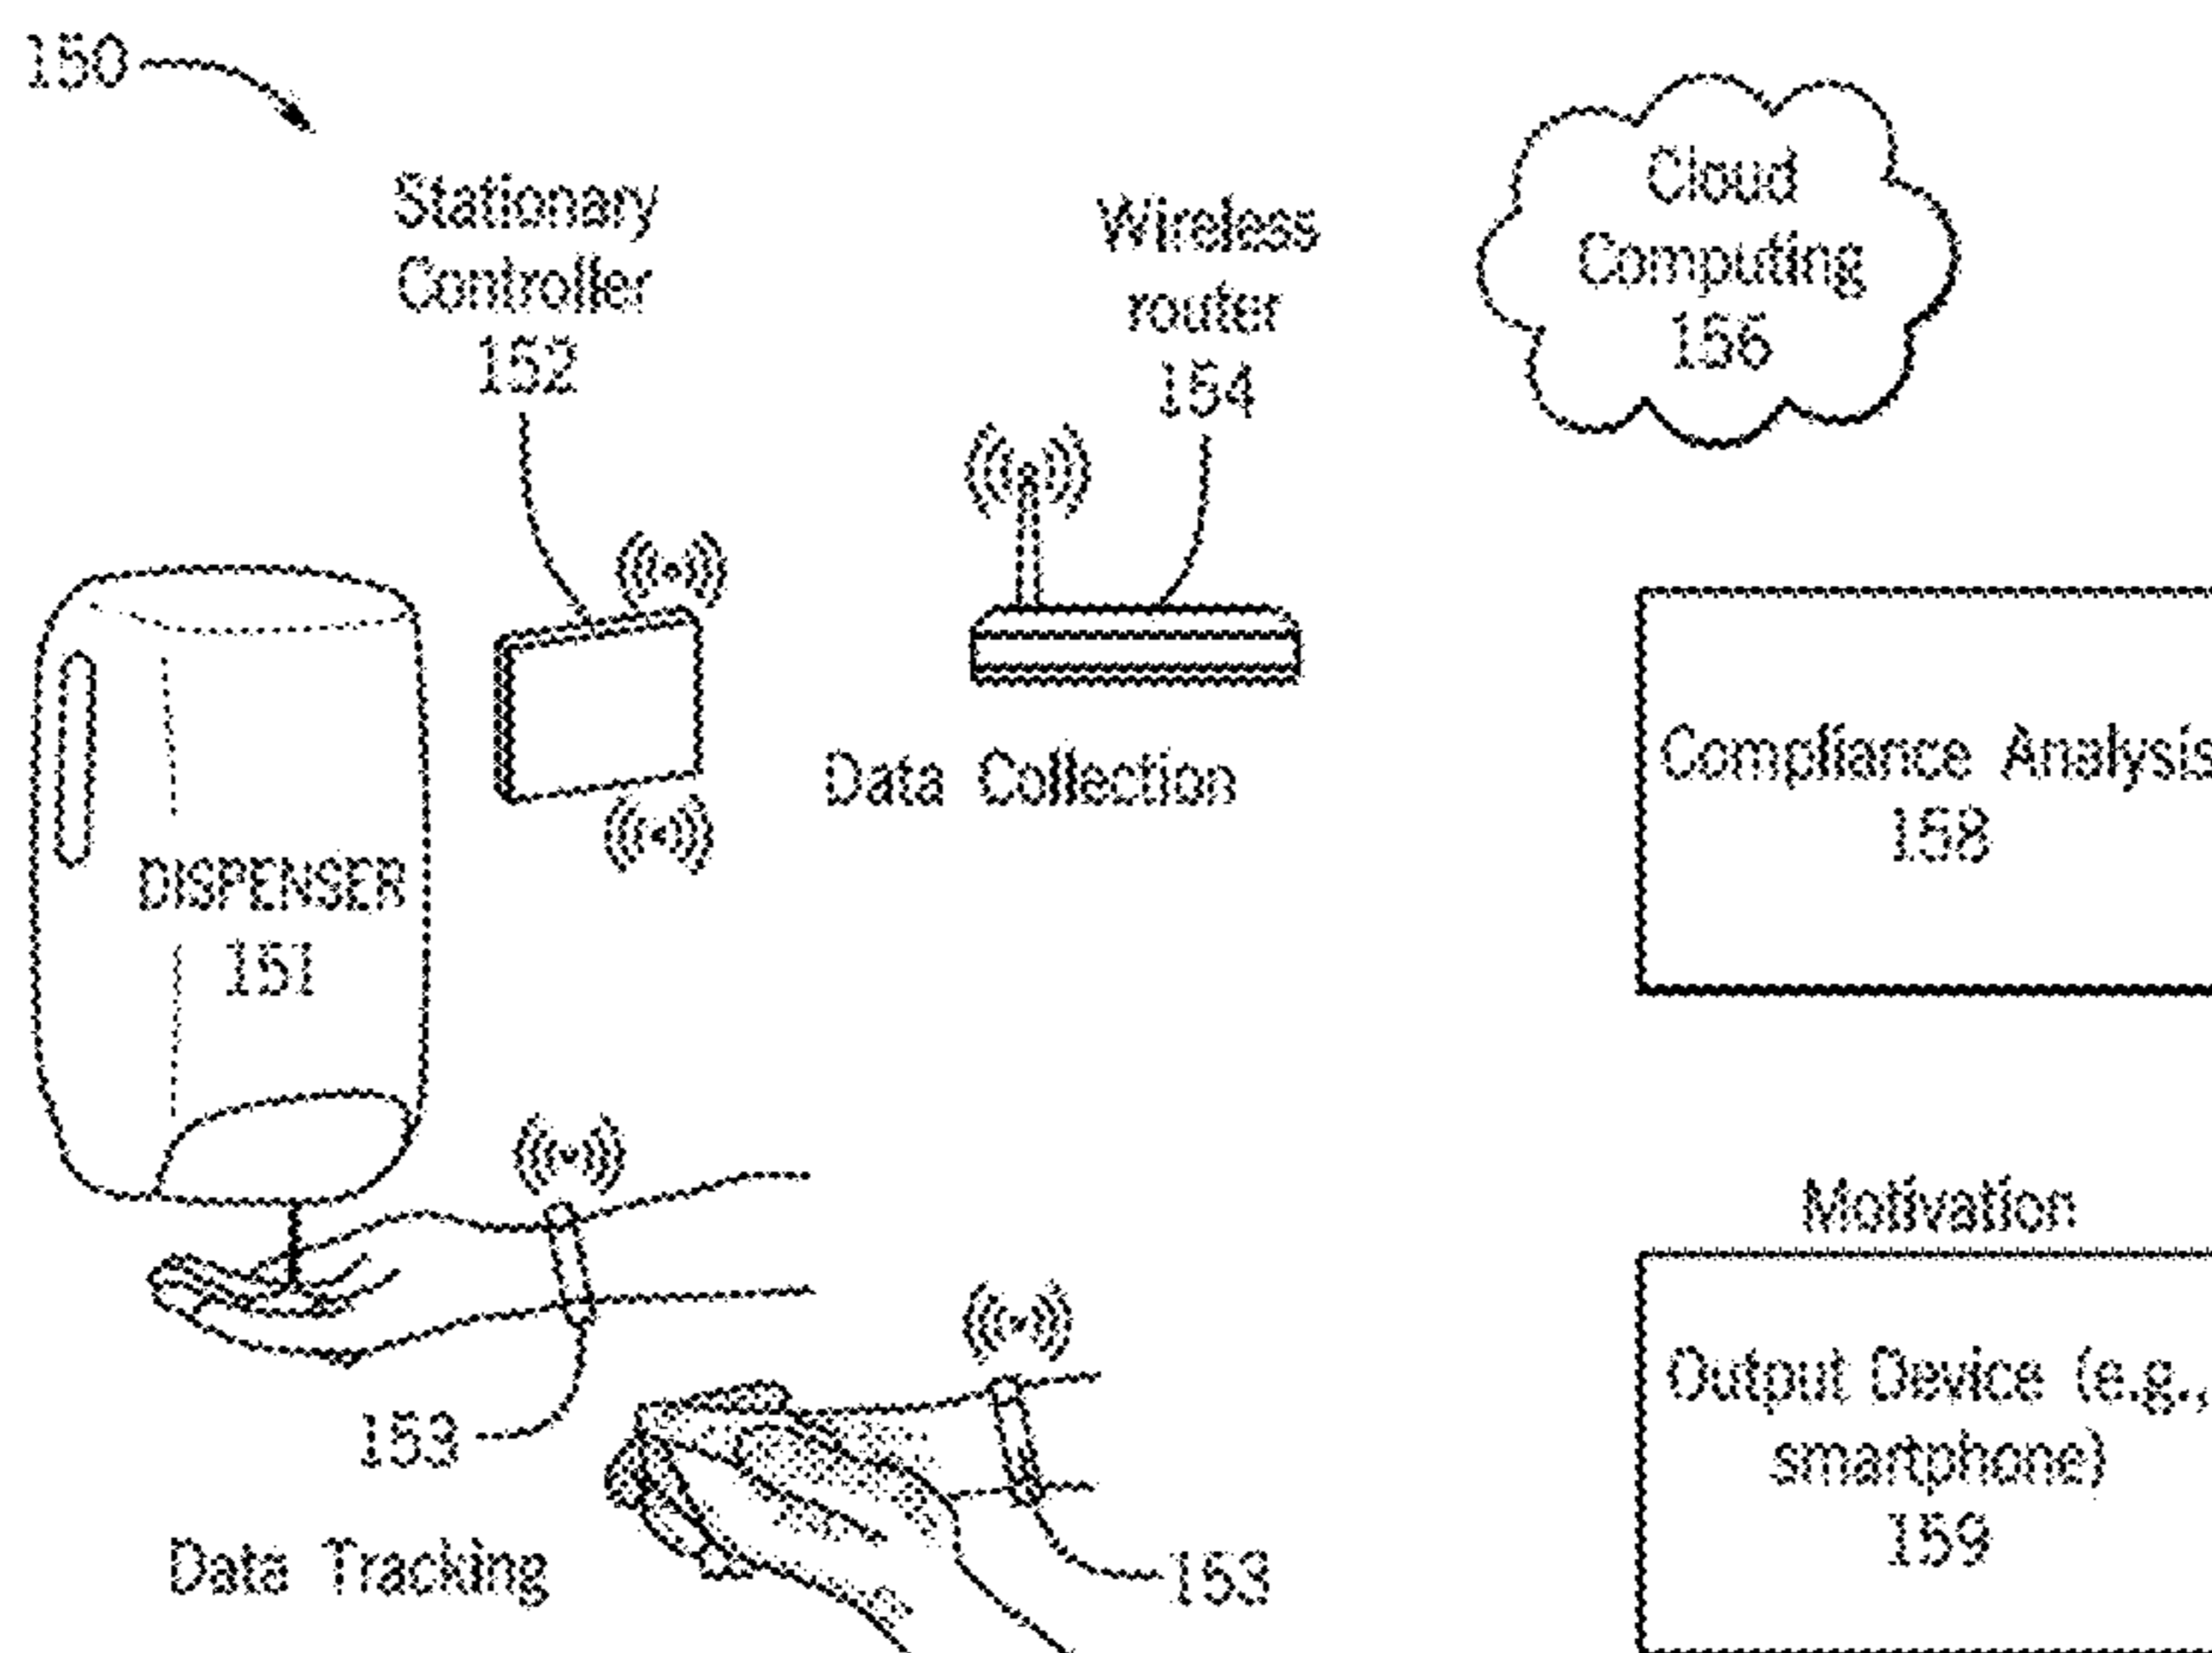 150
Stationary
Controller
152
Wireless
router
154
Cloud
Computing
156
Data Collection
Compliance Analysis
158
DISPENSER
151
Motivation
Output Device (e.g.,
smartphone)
159
153
Data Tracking
153